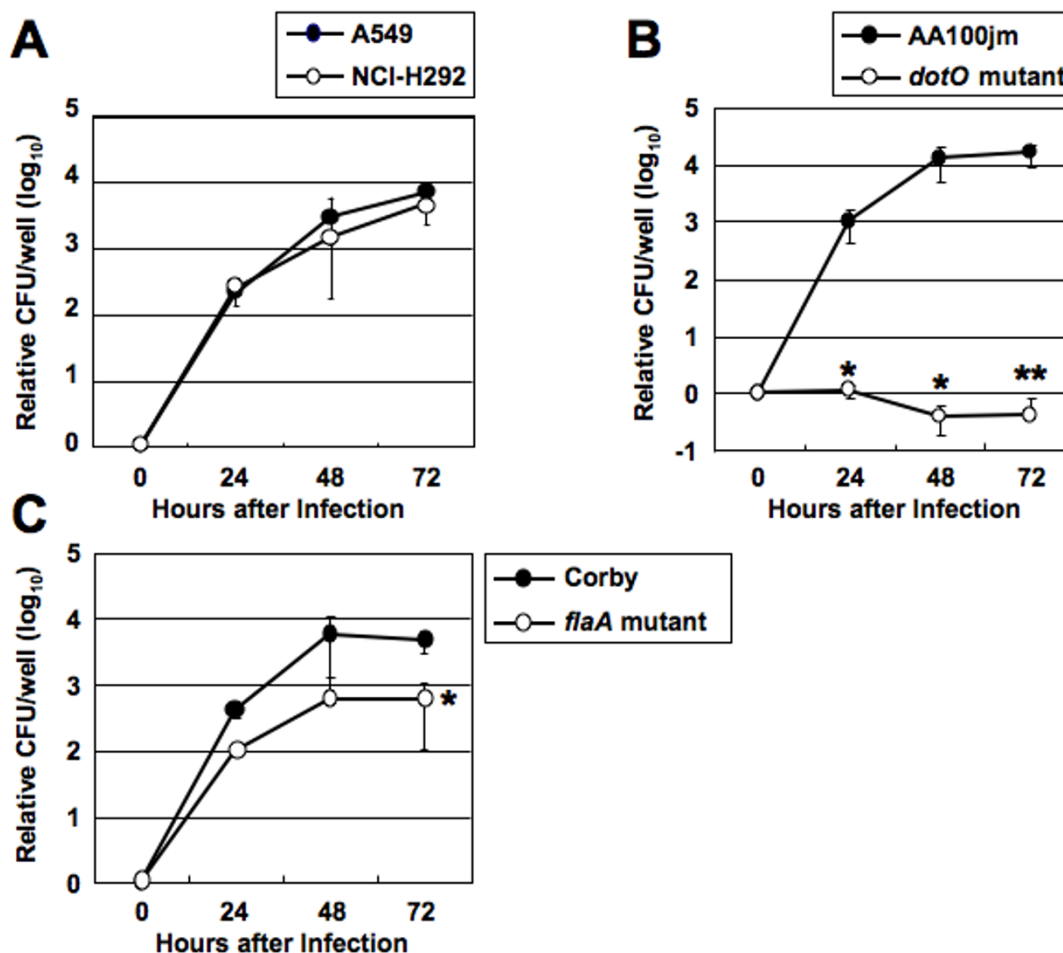 A
A549
NCI-H292
Relative CFU/well (log10)
5
4
3
2
1
0
0 24 48 72
Hours after Infection
B
AA100jm
dotO mutant
Relative CFU/well (log10)
5
4
3
2
1
0
-1
* * **
0 24 48 72
Hours after Infection
C
Corby
flaA mutant
Relative CFU/well (log10)
5
4
3
2
1
0
*
0 24 48 72
Hours after Infection